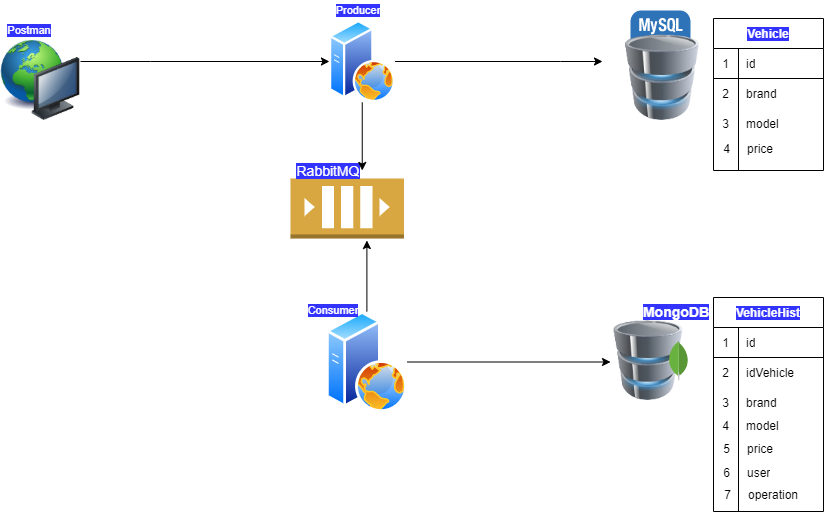 Postman
Producer
MySQL
Vehicle
1 id
2 brand
3 model
4 price
RabbitMQ
Consumer
MongoDB
VehicleHist
1 id
2 idVehicle
3 brand
4 model
5 price
6 user
7 operation